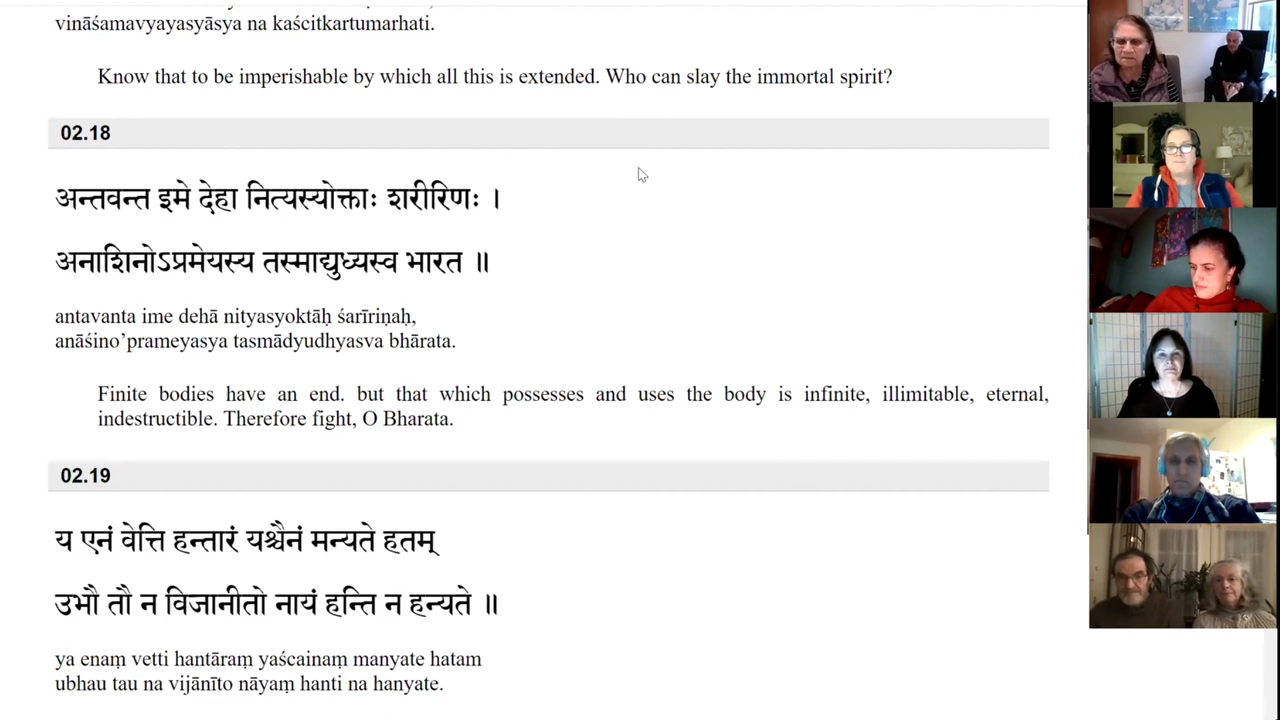 vināśamavyayasyāsya na kaścitkartumarhati.
Know that to be imperishable by which all this is extended. Who can slay the immortal spirit?
02.18
अन्तवन्त इमे देहा नित्यस्योक्ताः शरीरिणः ।
अनाशिनोऽप्रमेयस्य तस्माद्युध्यस्व भारत ॥
antavanta ime dehā nityasyoktāḥ śarīriṇaḥ,
anāśino’prameyasya tasmādyudhyasva bhārata.
Finite bodies have an end. but that which possesses and uses the body is infinite, illimitable, eternal,
indestructible. Therefore fight, O Bharata.
02.19
य एनं वेत्ति हन्तारं यश्चैनं मन्यते हतम्
उभौ तौ न विजानीतो नायं हन्ति न हन्यते ॥
ya enaṃ vetti hantāraṃ yaścainaṃ manyate hatam
ubhau tau na vijānīto nāyaṃ hanti na hanyate.